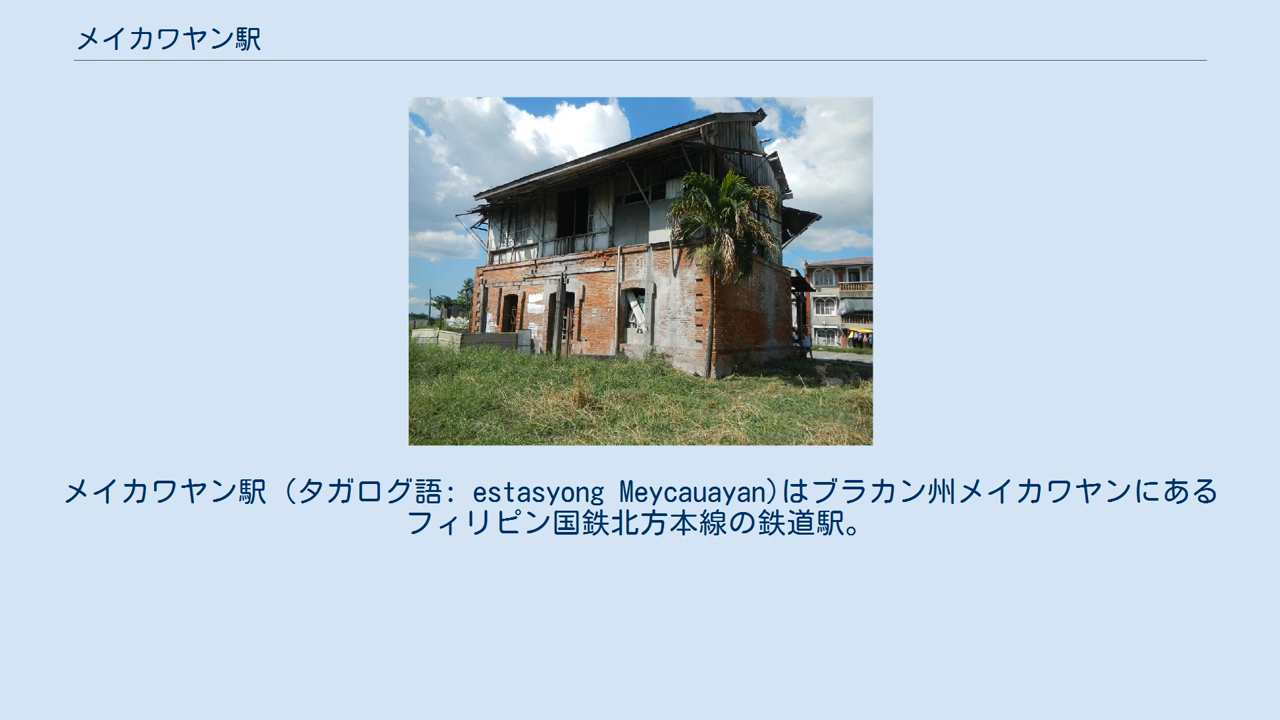 メイカワヤン駅
メイカワヤン駅 (タガログ語: estasyong Meycauayan)はブラカン州メイカワヤンにある
フィリピン国鉄北方本線の鉄道駅。